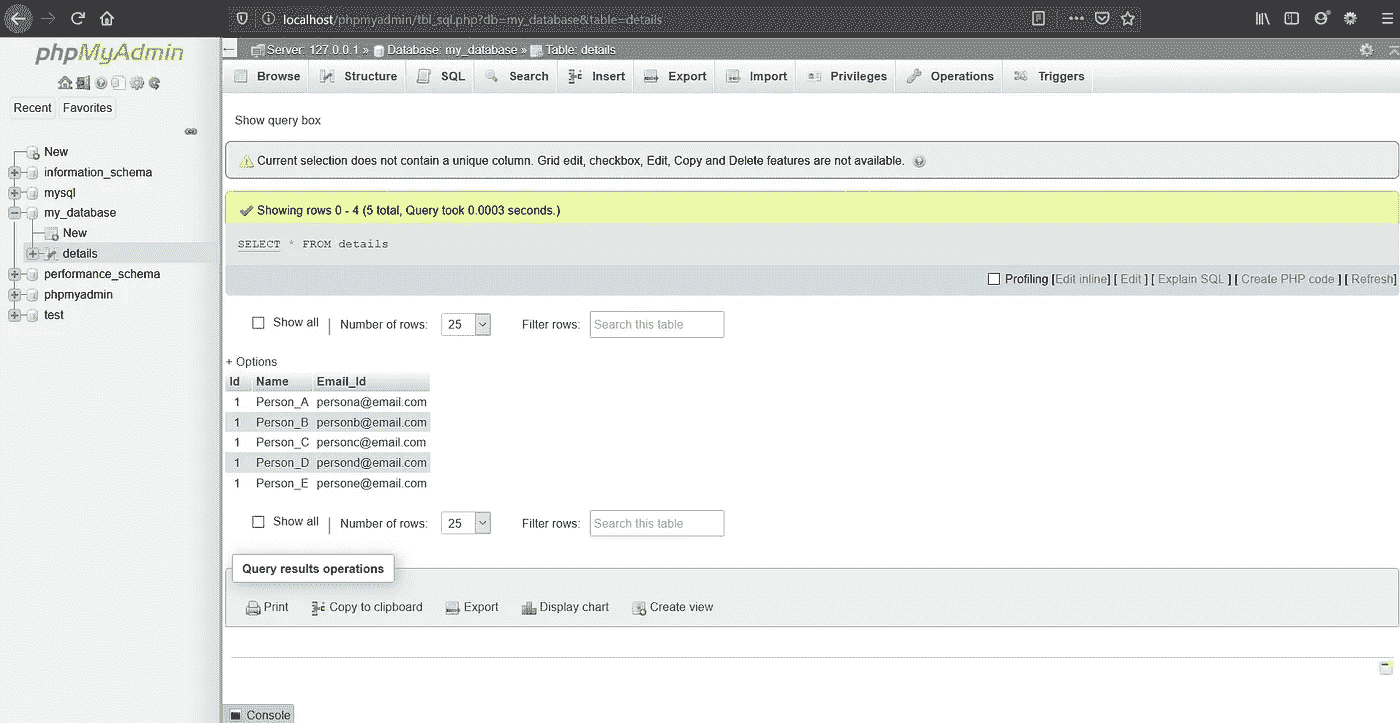 localhost/phpmyadmin/tbl_sql.php?db=my_database&table=details
phpMyAdmin
Recent Favorites
New
information_schema
mysql
my_database
New
details
performance_schema
phpmyadmin
test
Server: 127.0.0.1 » Database: my_database » Table: details
Browse Structure SQL Search Insert Export Import Privileges Operations Triggers
Show query box
Current selection does not contain a unique column. Grid edit, checkbox, Edit, Copy and Delete features are not available.
Showing rows 0 - 4 (5 total, Query took 0.0003 seconds.)
SELECT * FROM details
Profiling [Edit inline] [ Edit ] [ Explain SQL ] [ Create PHP code ] [ Refresh]
Show all | Number of rows: 25 Filter rows: Search this table
+ Options
Id Name Email_Id
1 Person_A persona@email.com
1 Person_B personb@email.com
1 Person_C personc@email.com
1 Person_D persond@email.com
1 Person_E persone@email.com
Show all | Number of rows: 25 Filter rows: Search this table
Query results operations
Print Copy to clipboard Export Display chart Create view
Console